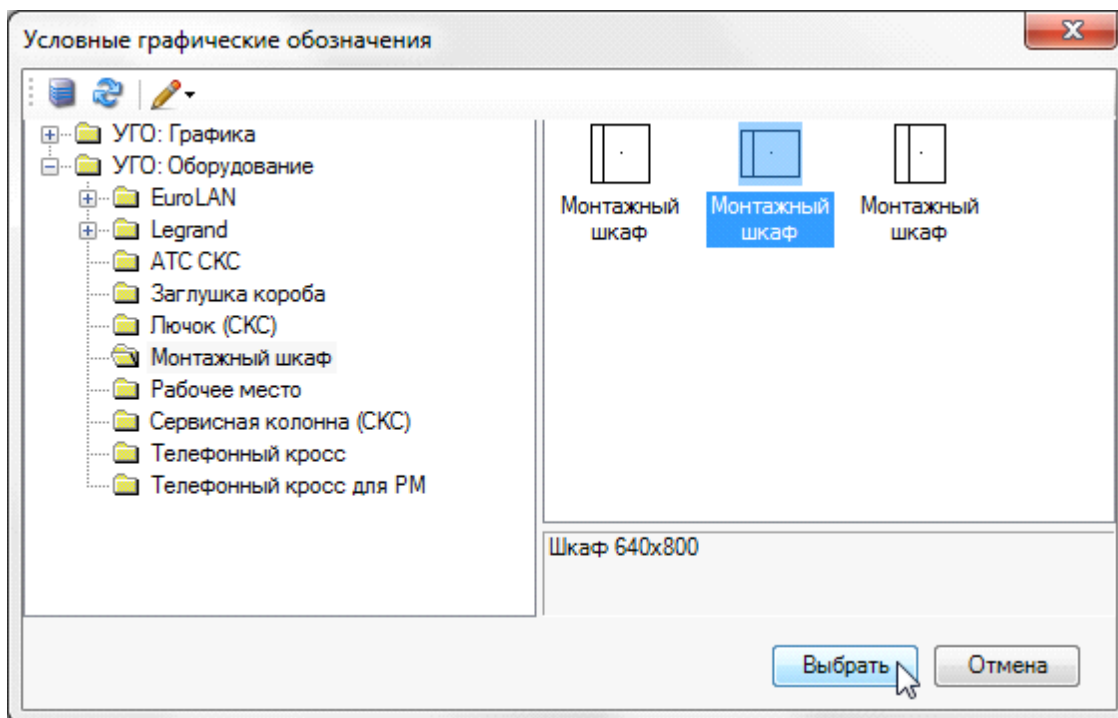 Условные графические обозначения
УГО: Графика
УГО: Оборудование
EuroLAN
Legrand
АТС СКС
Заглушка короба
Лючок (СКС)
Монтажный шкаф
Рабочее место
Сервисная колонна (СКС)
Телефонный кросс
Телефонный кросс для РМ
Монтажный
шкаф
Монтажный
шкаф
Монтажный
шкаф
Шкаф 640x800
Выбрать
Отмена